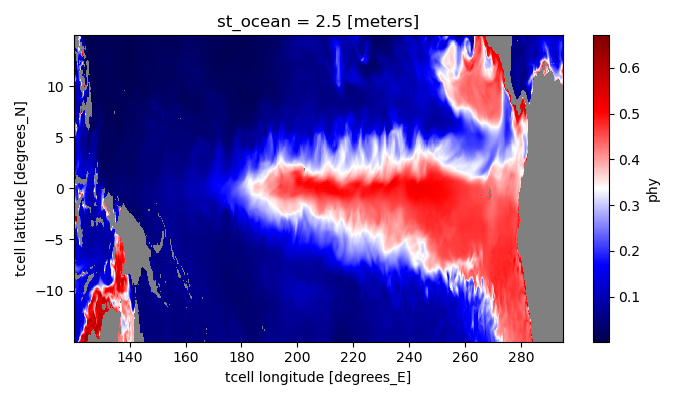 st_ocean = 2.5 [meters]
10
5
0
−5
−10
tcell latitude [degrees_N]
140 160 180 200 220 240 260 280
tcell longitude [degrees_E]
0.6
0.5
0.4
0.3
0.2
0.1
phy